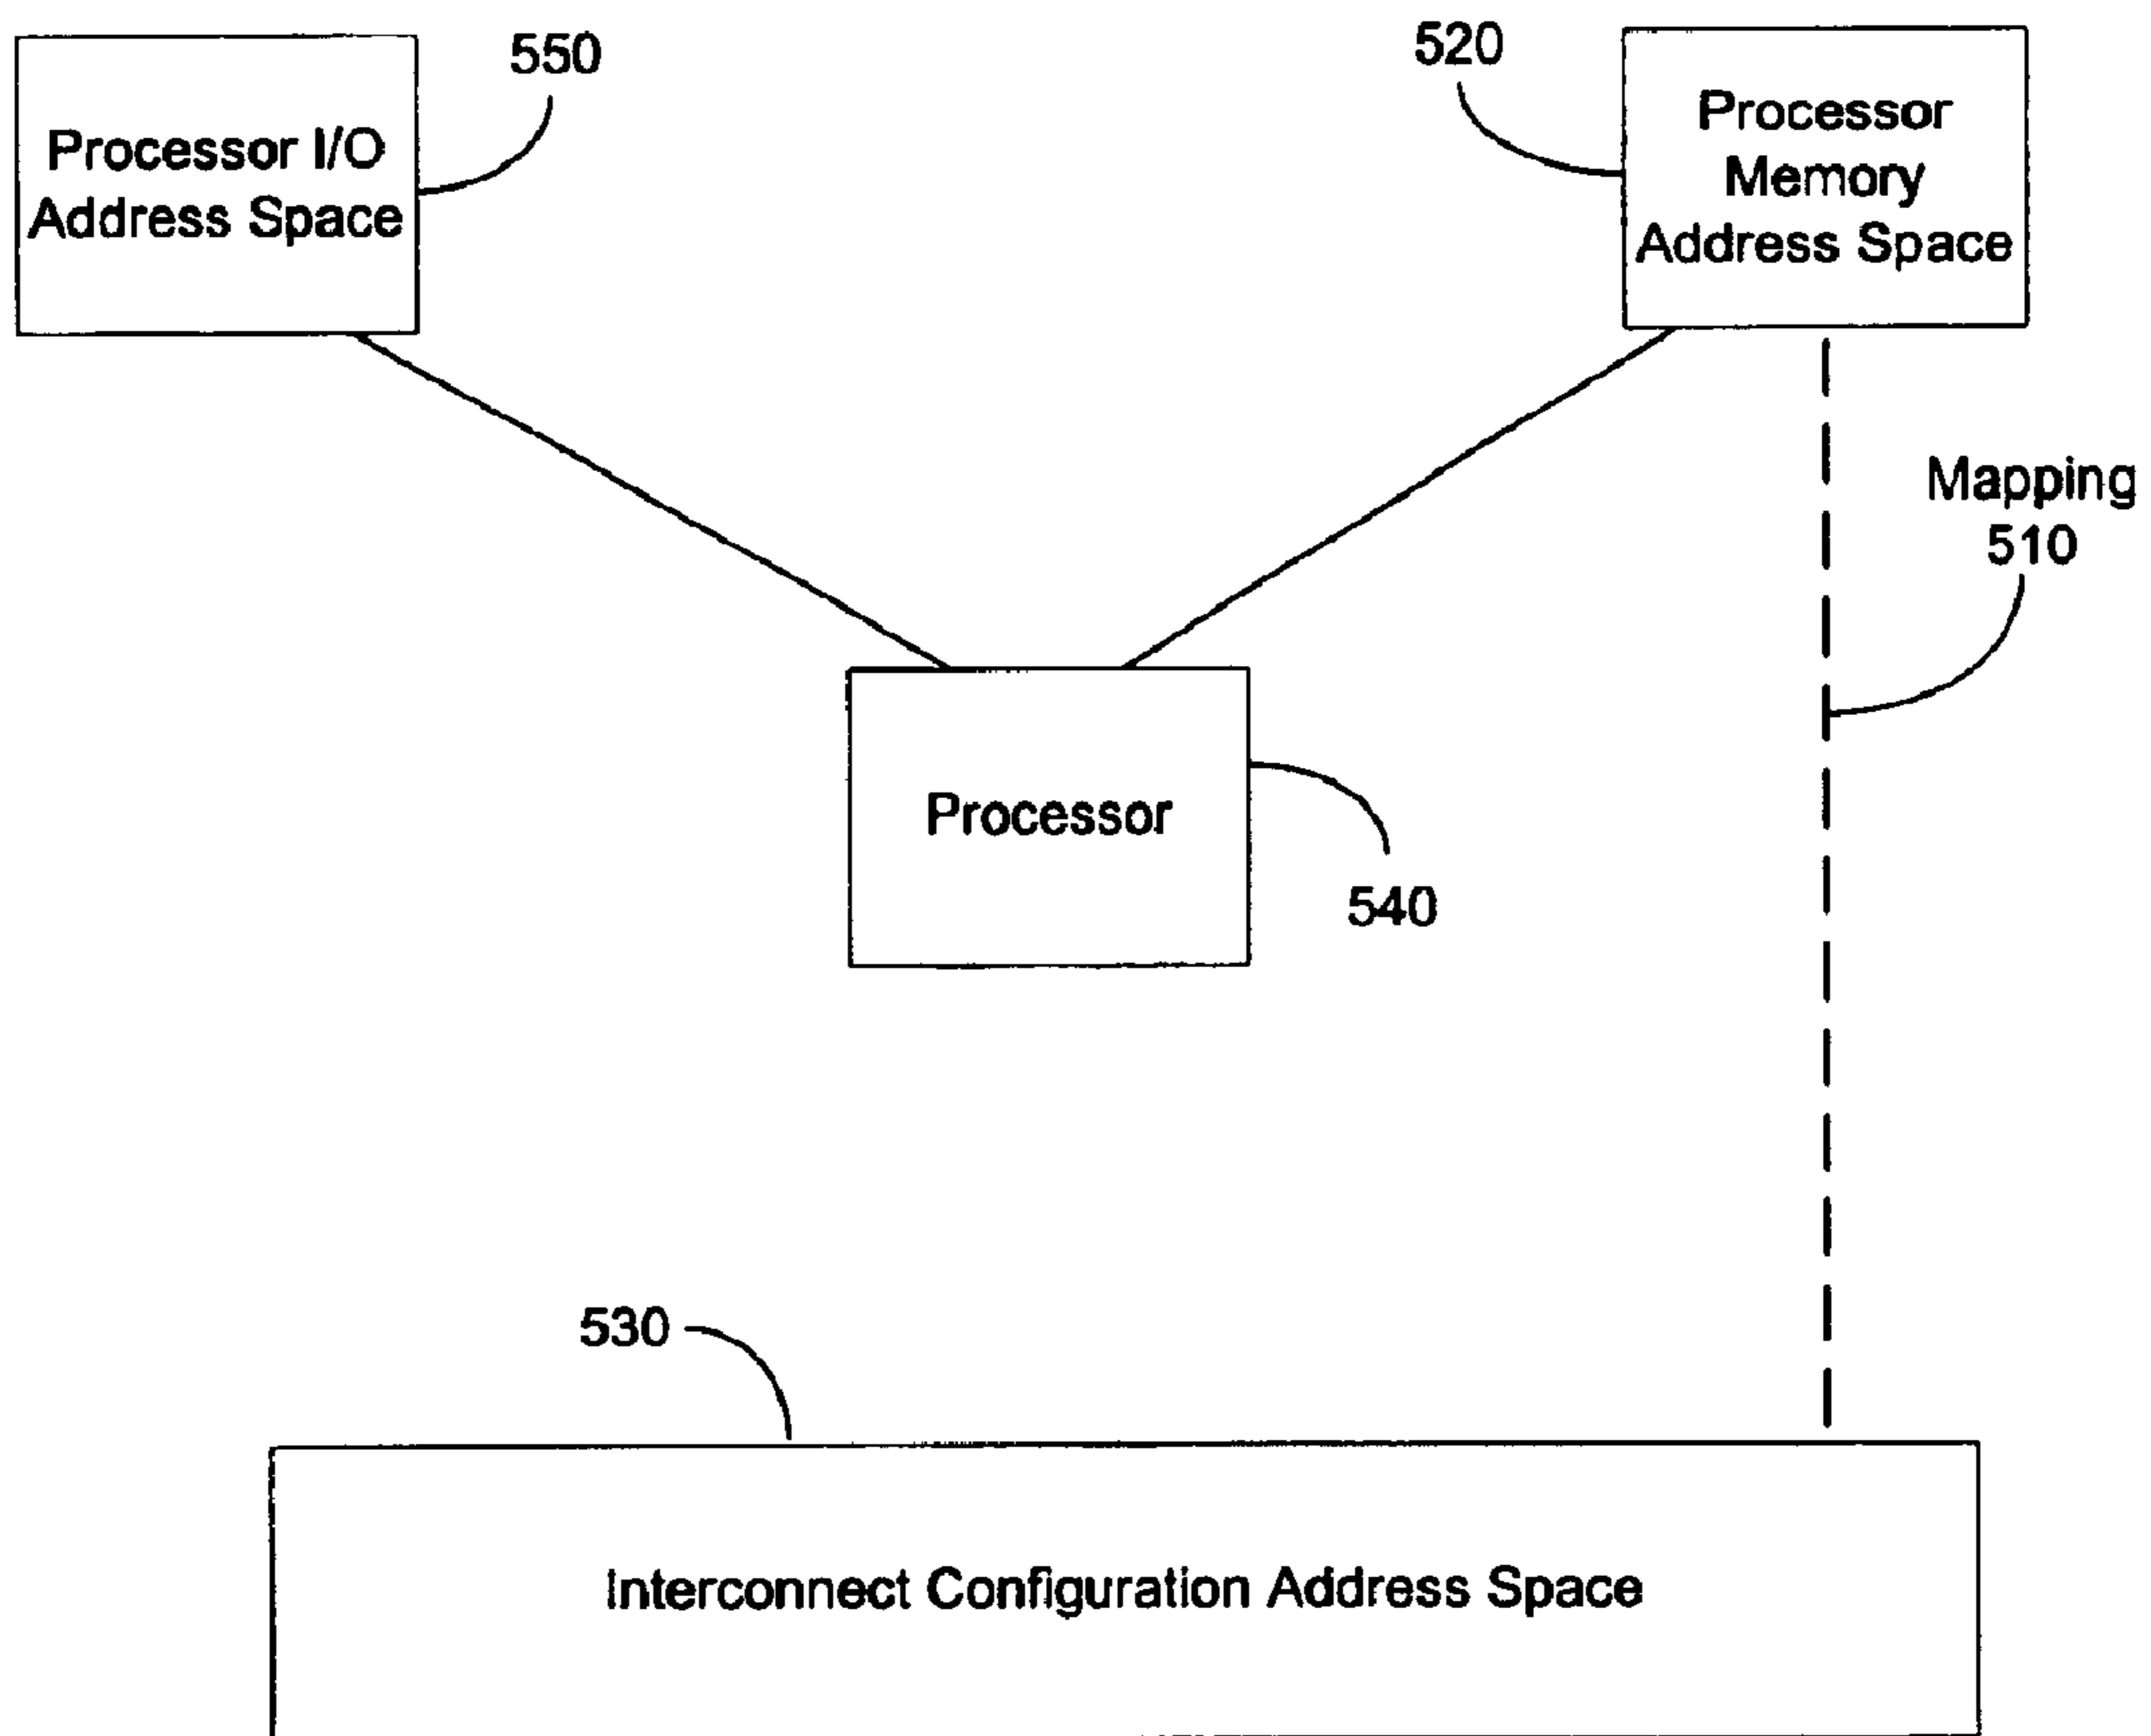 550
520
Processor I/O
Address Space
Processor
Memory
Address Space
Mapping
510
Processor
540
530
Interconnect Configuration Address Space